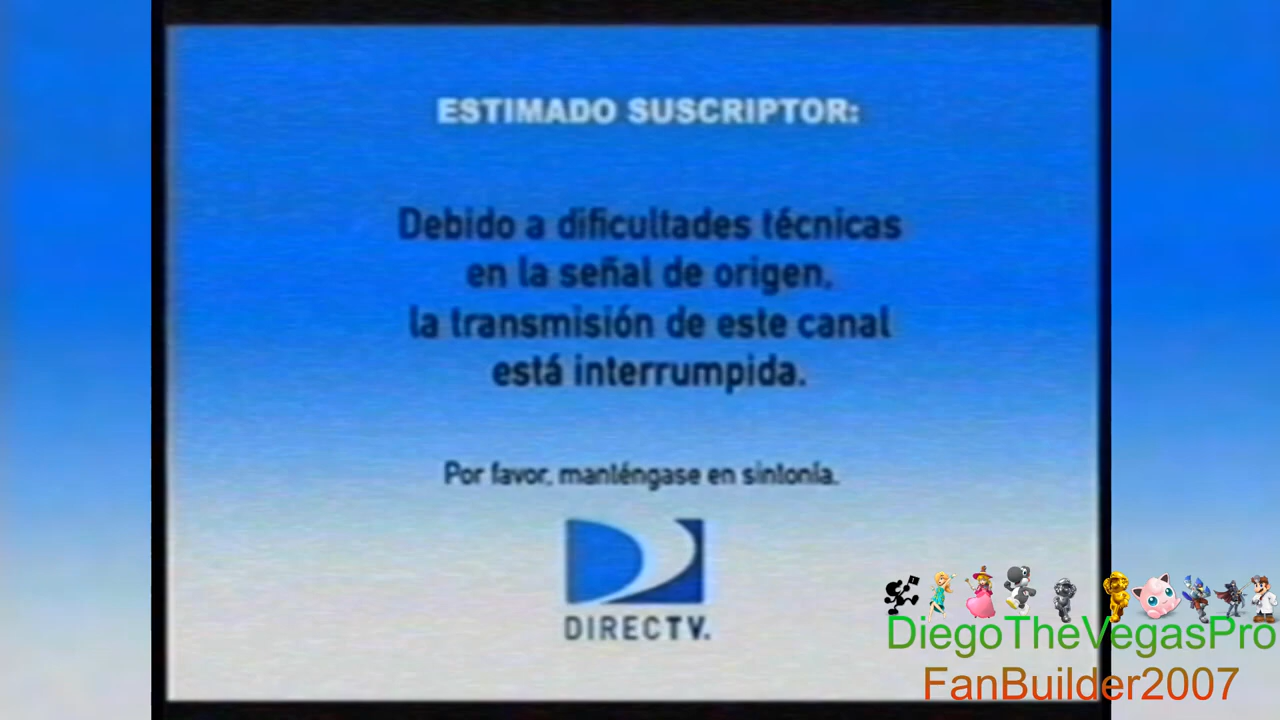 ESTIMADO SUSCRIPTOR:
Debido a dificultades técnicas
en la señal de origen,
la transmisión de este canal
está interrumpida.
Por favor, manténgase en sintonía.
DIRECTV.
DiegoTheVegasPro
FanBuilder2007